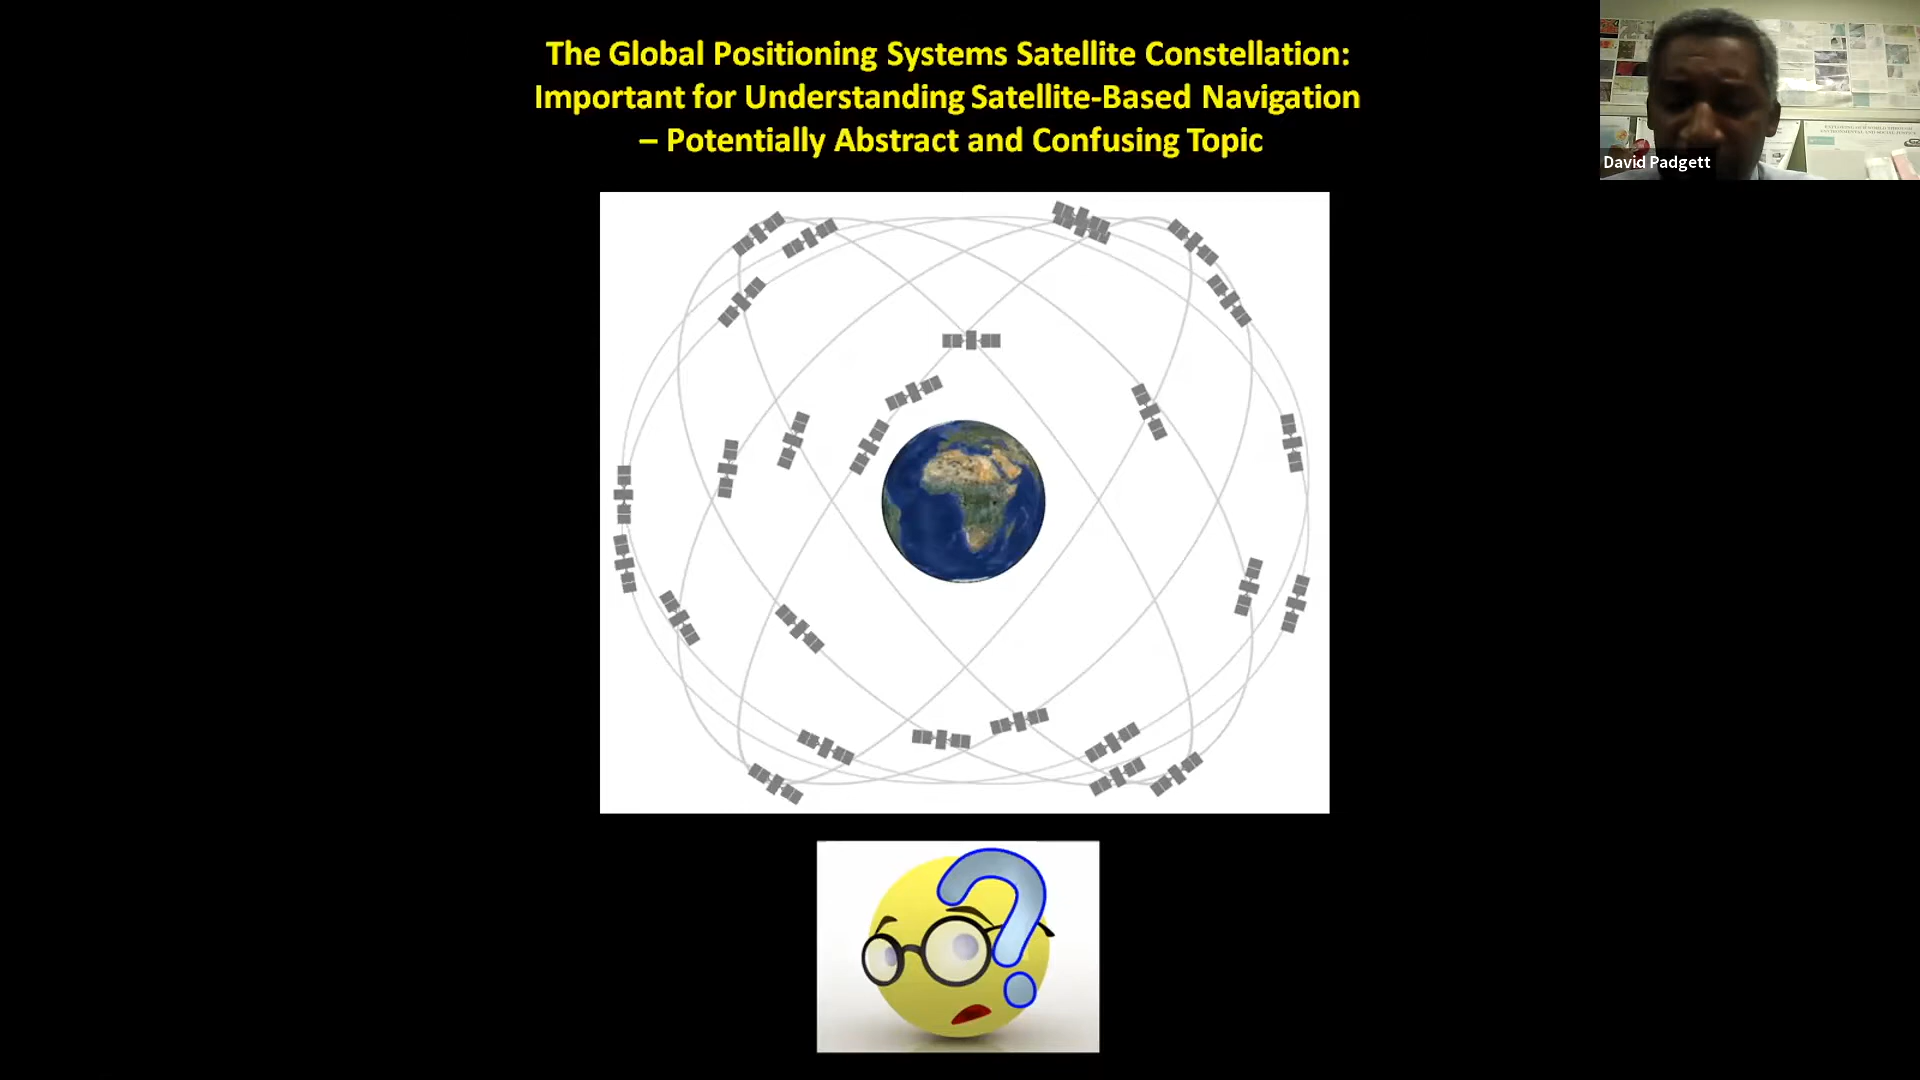 The Global Positioning Systems Satellite Constellation:
Important for Understanding Satellite-Based Navigation
– Potentially Abstract and Confusing Topic
David Padgett